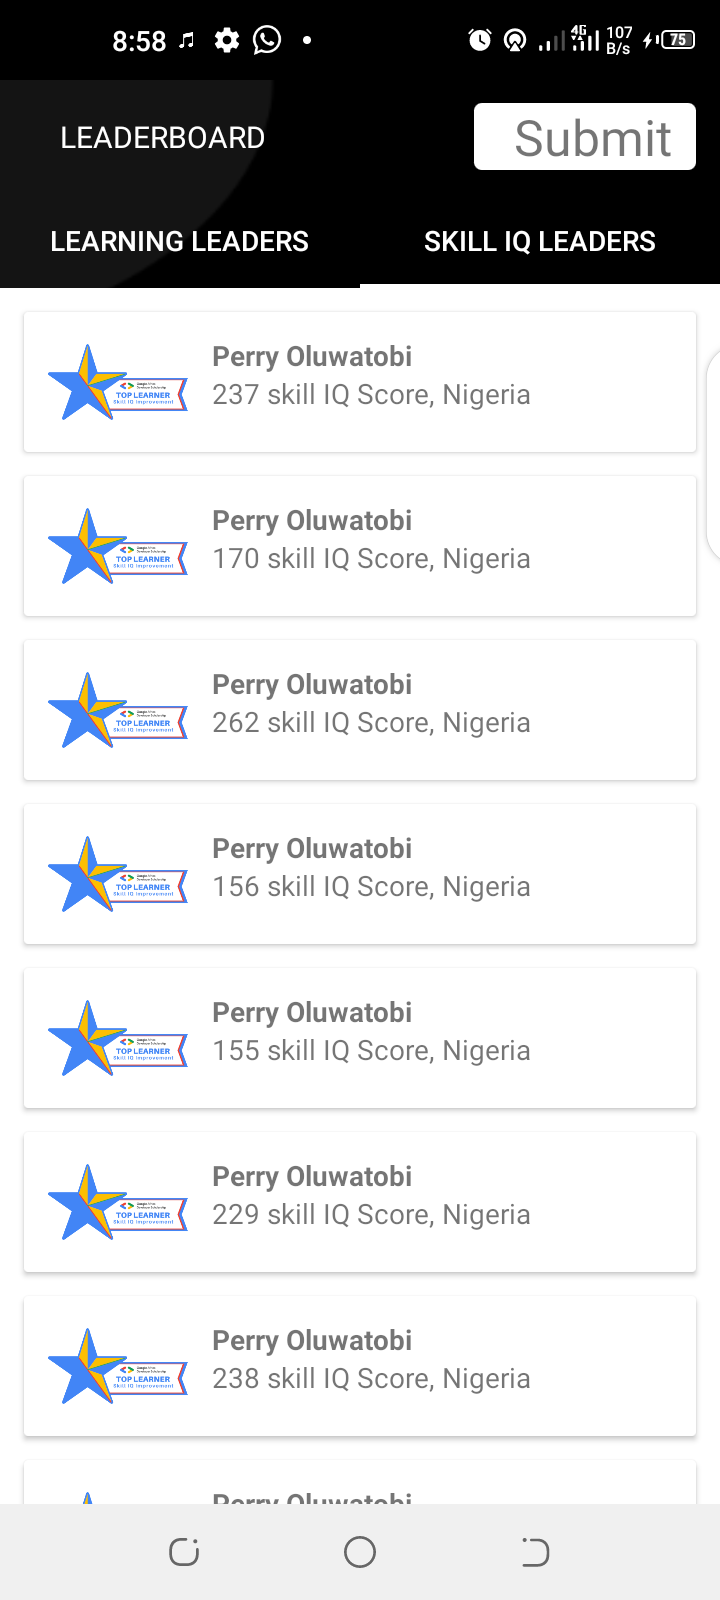 8:58
4G
107
B/s
75
LEADERBOARD
Submit
LEARNING LEADERS
SKILL IQ LEADERS
Perry Oluwatobi
237 skill IQ Score, Nigeria
TOP LEARNER
Skill IQ Improvement
Perry Oluwatobi
170 skill IQ Score, Nigeria
TOP LEARNER
Skill IQ Improvement
Perry Oluwatobi
262 skill IQ Score, Nigeria
TOP LEARNER
Skill IQ Improvement
Perry Oluwatobi
156 skill IQ Score, Nigeria
TOP LEARNER
Skill IQ Improvement
Perry Oluwatobi
155 skill IQ Score, Nigeria
TOP LEARNER
Skill IQ Improvement
Perry Oluwatobi
229 skill IQ Score, Nigeria
TOP LEARNER
Skill IQ Improvement
Perry Oluwatobi
238 skill IQ Score, Nigeria
TOP LEARNER
Skill IQ Improvement
Perry Oluwatobi